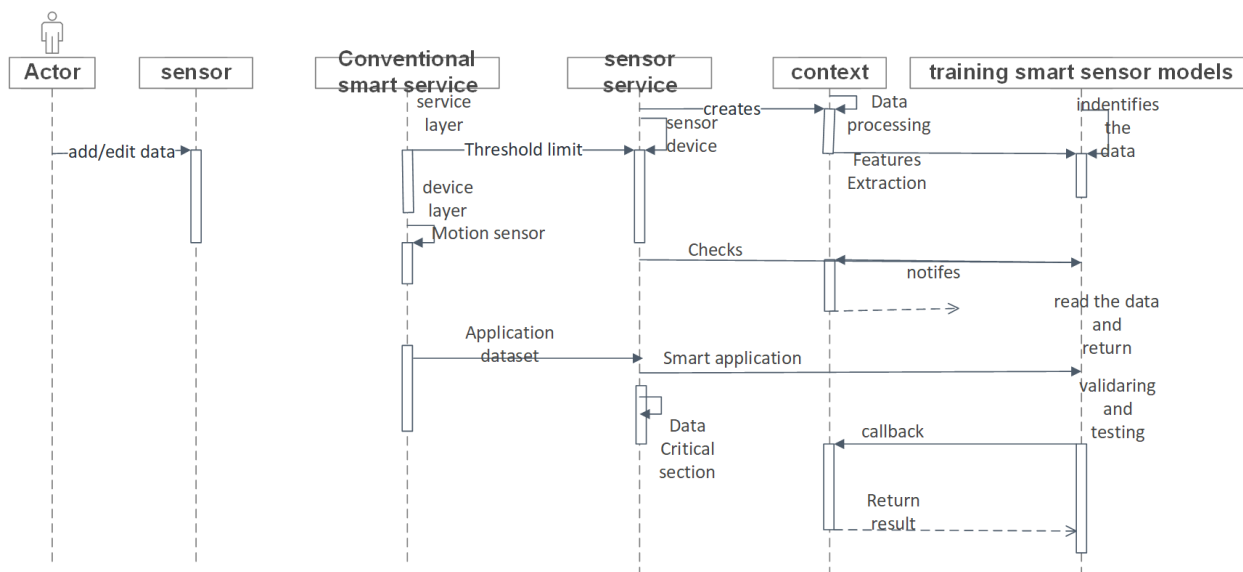 Actor
sensor
Conventional
smart service
sensor
service
context
training smart sensor models
service
layer
creates
Data
processing
indentifies
the
data
sensor
device
add/edit data
Threshold limit
Features
Extraction
device
layer
Motion sensor
Checks
notifes
read the data
and
return
Application
dataset
Smart application
validaring
and
testing
Data
Critical
section
callback
Return
result